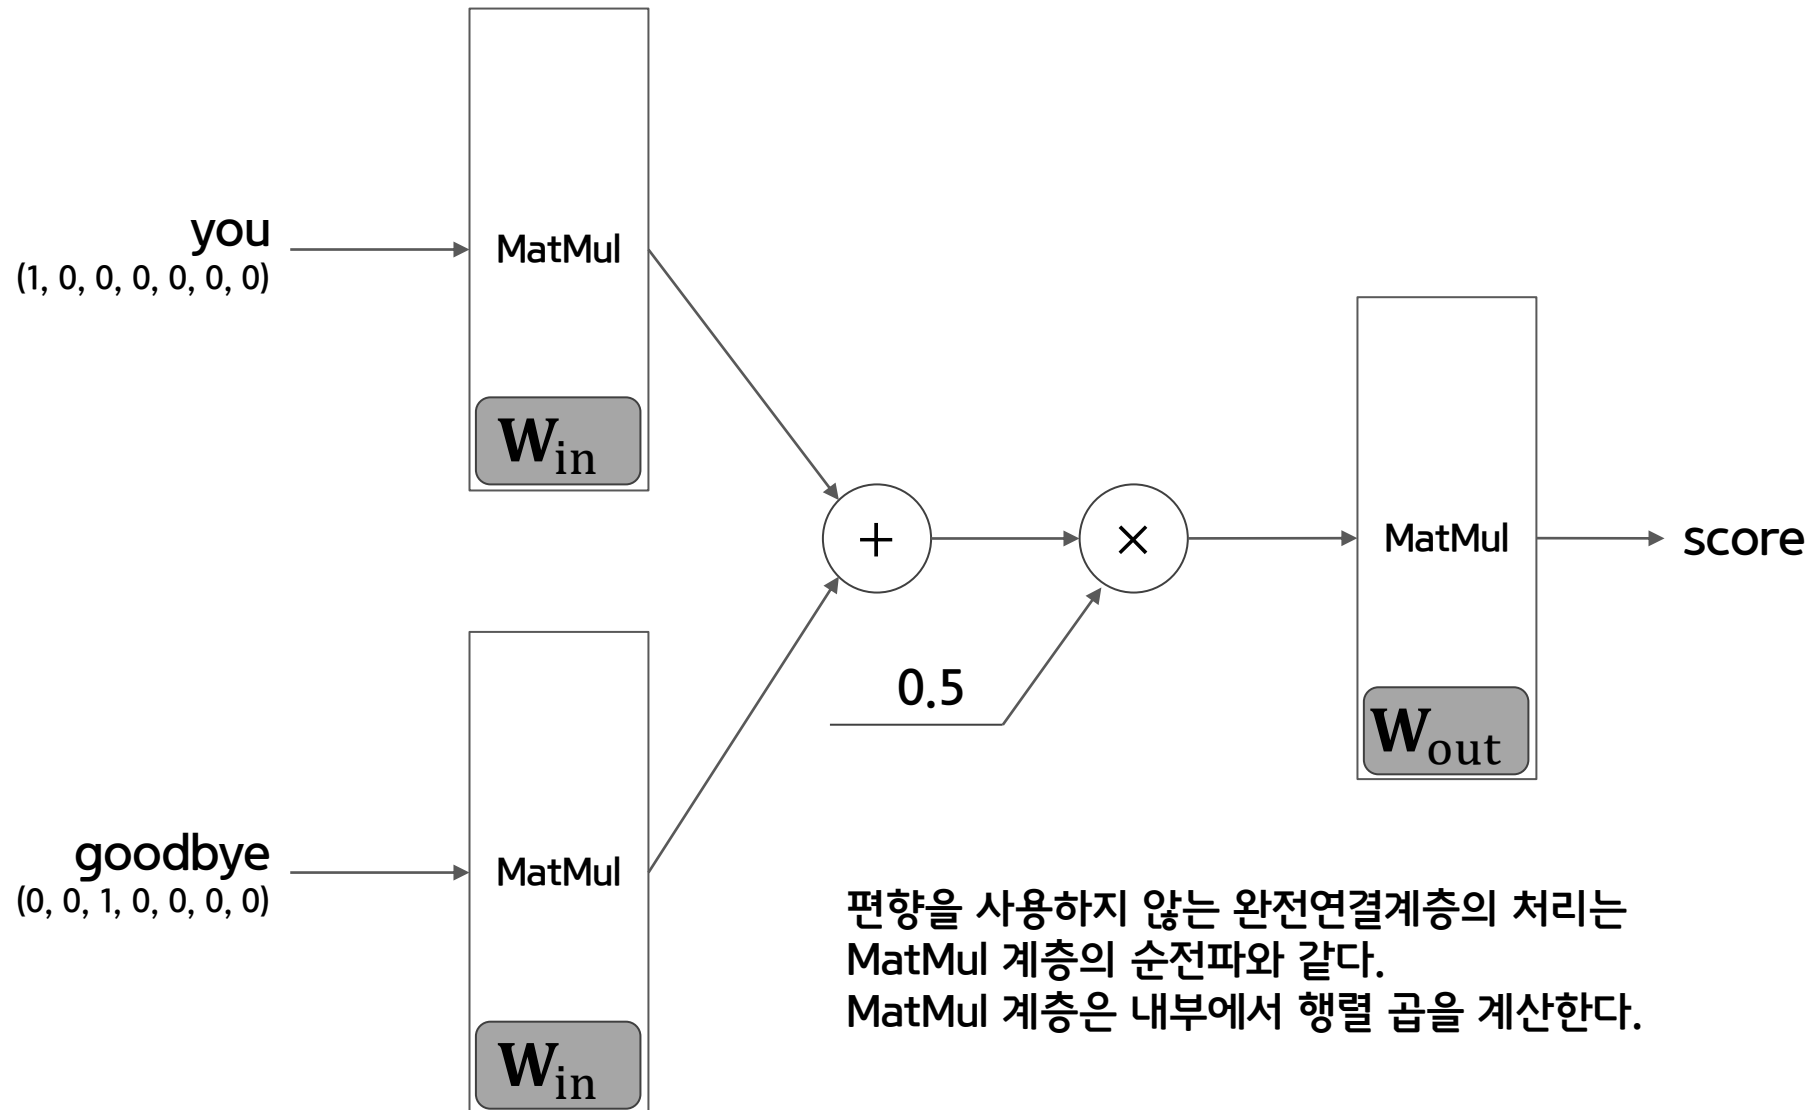 you
(1, 0, 0, 0, 0, 0, 0)
MatMul
W_in
+
×
MatMul
score
0.5
W_out
goodbye
(0, 0, 1, 0, 0, 0, 0)
MatMul
W_in
편향을 사용하지 않는 완전연결계층의 처리는
MatMul 계층의 순전파와 같다.
MatMul 계층은 내부에서 행렬 곱을 계산한다.